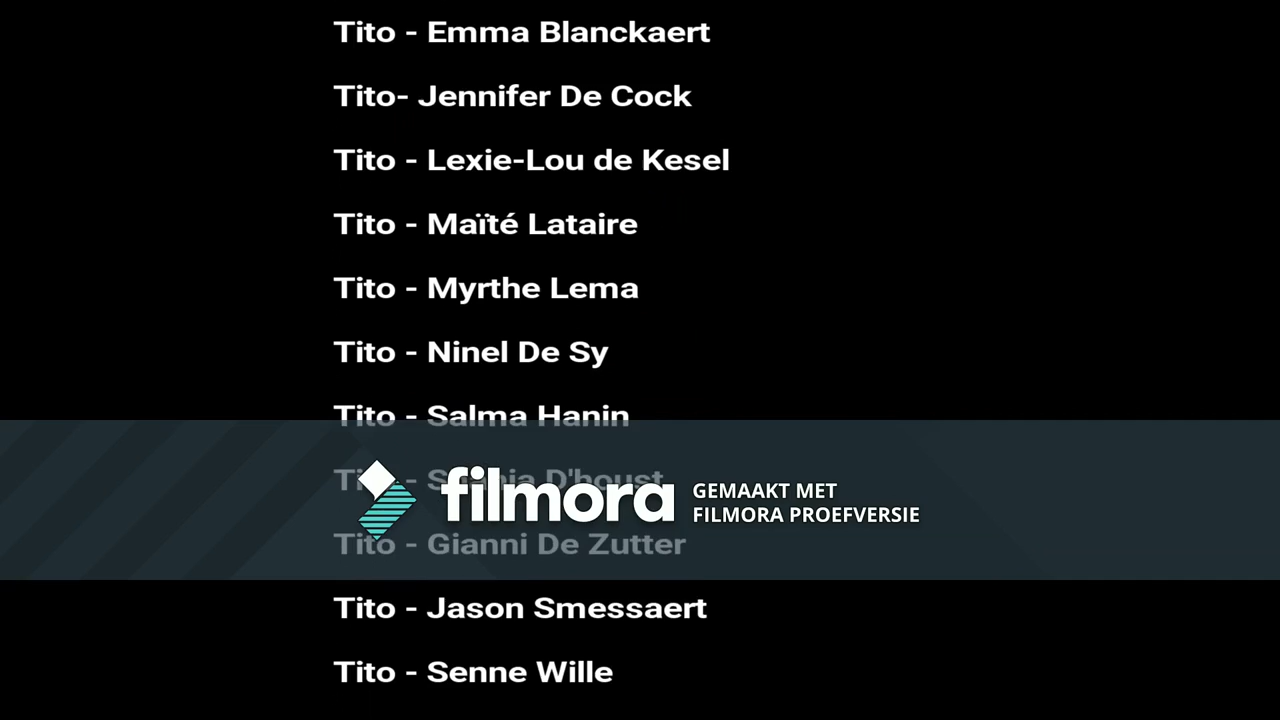 Tito - Emma Blanckaert
Tito- Jennifer De Cock
Tito - Lexie-Lou de Kesel
Tito - Maïté Lataire
Tito - Myrthe Lema
Tito - Ninel De Sy
Tito - Salma Hanin
Tito - D'houst
filmora
GEMAAKT MET
FILMORA PROEFVERSIE
Tito - Gianni De Zutter
Tito - Jason Smessaert
Tito - Senne Wille